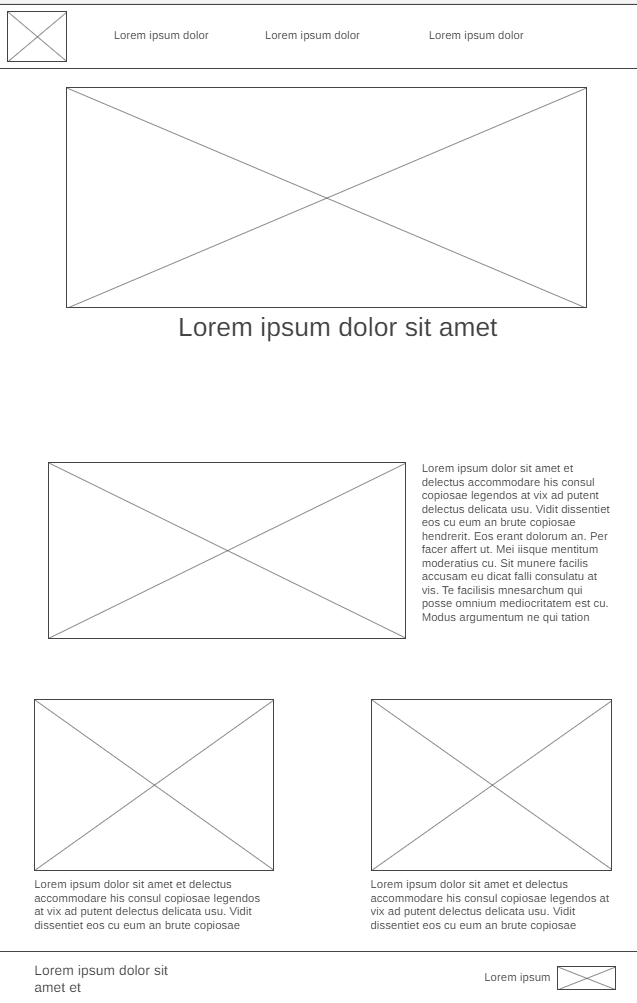 Lorem ipsum dolor
Lorem ipsum dolor
Lorem ipsum dolor
Lorem ipsum dolor sit amet
Lorem ipsum dolor sit amet et
delectus accommodare his consul
copiosae legendos at vix ad putent
delectus delicata usu. Vidit dissentiet
eos cu eum an brute copiosae
hendrerit. Eos erant dolorum an. Per
facer affert ut. Mei iisque mentitum
moderatius cu. Sit munere facilis
accusam eu dicat falli consulatu at
vis. Te facilisis mnesarchum qui
posse omnium mediocritatem est cu.
Modus argumentum ne qui tation
Lorem ipsum dolor sit amet et delectus
accommodare his consul copiosae legendos
at vix ad putent delectus delicata usu. Vidit
dissentiet eos cu eum an brute copiosae
Lorem ipsum dolor sit amet et delectus
accommodare his consul copiosae legendos at
vix ad putent delectus delicata usu. Vidit
dissentiet eos cu eum an brute copiosae
Lorem ipsum dolor sit
amet et
Lorem ipsum